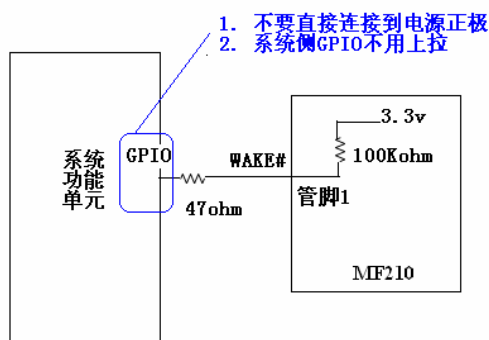 1. 不要直接连接到电源正极
2. 系统侧GPIO不用上拉
3.3v
GPIO
WAKE#
100Kohm
系统
功能
单元
47ohm
管脚1
MF210